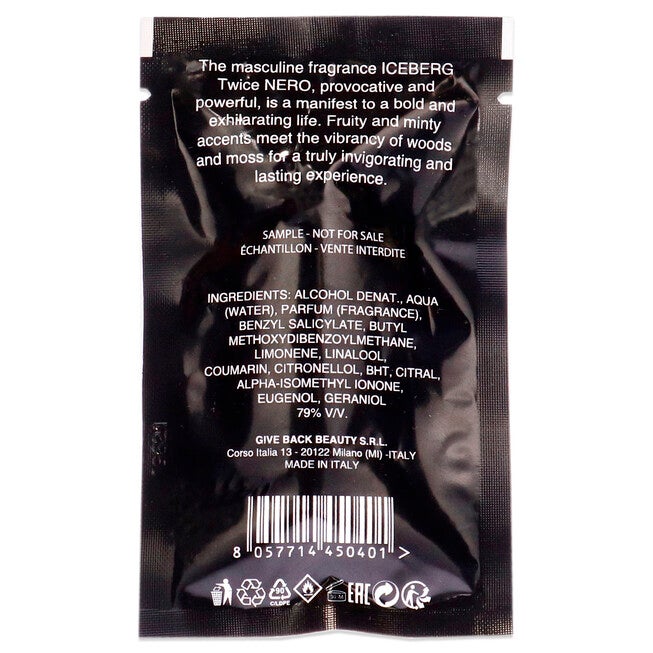 The masculine fragrance ICEBERG
Twice NERO, provocative and
powerful, is a manifest to a bold and
exhilarating life. Fruity and minty
accents meet the vibrancy of woods
and moss for a truly invigorating and
lasting experience.
SAMPLE - NOT FOR SALE
ÉCHANTILLON - VENTE INTERDITE
INGREDIENTS: ALCOHOL DENAT., AQUA
(WATER), PARFUM (FRAGRANCE),
BENZYL SALICYLATE, BUTYL
METHOXYDIBENZOYLMETHANE,
LIMONENE, LINALOOL,
COUMARIN, CITRONELLOL, BHT, CITRAL,
ALPHA-ISOMETHYL IONONE,
EUGENOL, GERANIOL
79% V/V.
GIVE BACK BEAUTY S.R.L.
Corso Italia 13 - 20122 Milano (MI) -ITALY
MADE IN ITALY
8 057714 450401 >
90
C/LDPE
EAC